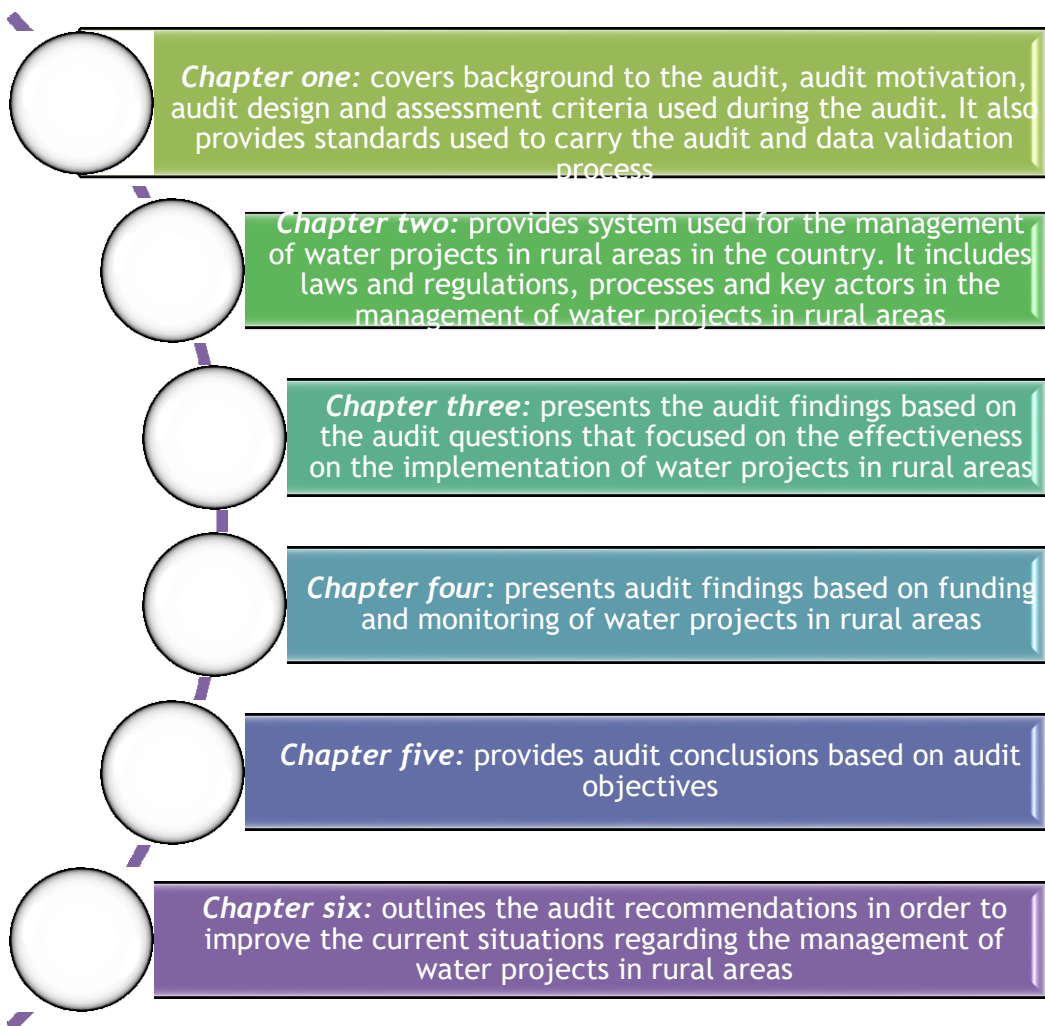 Chapter one: covers background to the audit, audit motivation,
audit design and assessment criteria used during the audit. It also
provides standards used to carry the audit and data validation
process
Chapter two: provides system used for the management
of water projects in rural areas in the country. It includes
laws and regulations, processes and key actors in the
management of water projects in rural areas
Chapter three: presents the audit findings based on
the audit questions that focused on the effectiveness
on the implementation of water projects in rural areas
Chapter four: presents audit findings based on funding
and monitoring of water projects in rural areas
Chapter five: provides audit conclusions based on audit
objectives
Chapter six: outlines the audit recommendations in order to
improve the current situations regarding the management of
water projects in rural areas